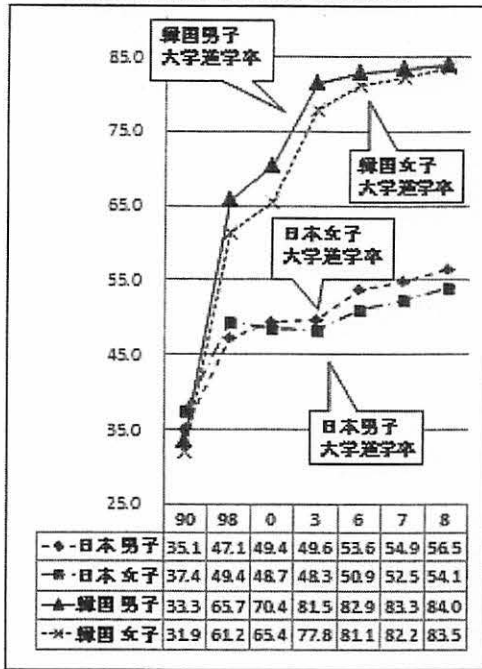 85.0
75.0
65.0
55.0
45.0
35.0
25.0
韓国男子
大学進学率
韓国女子
大学進学率
日本女子
大学進学率
日本男子
大学進学率
90 98 0 3 6 7 8
日本男子 35.1 47.1 49.4 49.6 53.6 54.9 56.5
日本女子 37.4 49.4 48.7 48.3 50.9 52.5 54.1
韓国男子 33.3 65.7 70.4 81.5 82.9 83.3 84.0
韓国女子 31.9 61.2 65.4 77.8 81.1 82.2 83.5